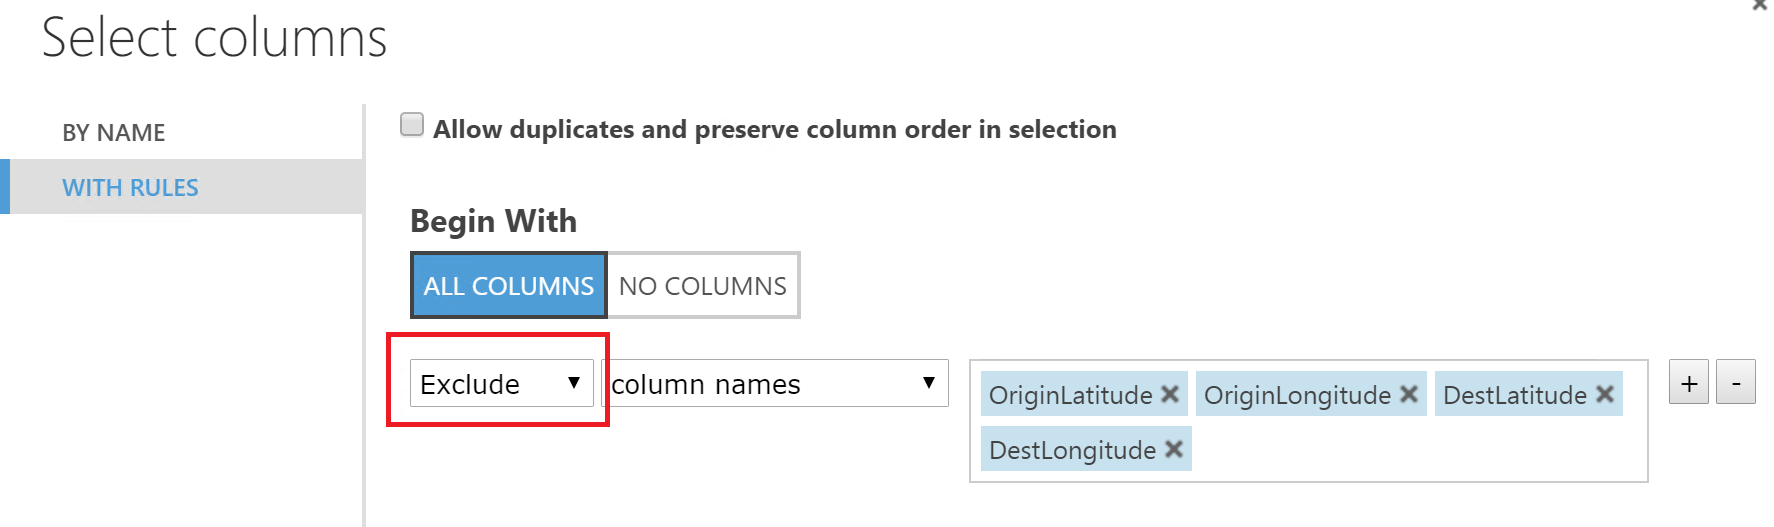 Select columns
BY NAME
WITH RULES
Allow duplicates and preserve column order in selection
Begin With
ALL COLUMNS NO COLUMNS
Exclude column names OriginLatitude OriginLongitude DestLatitude + -
DestLongitude